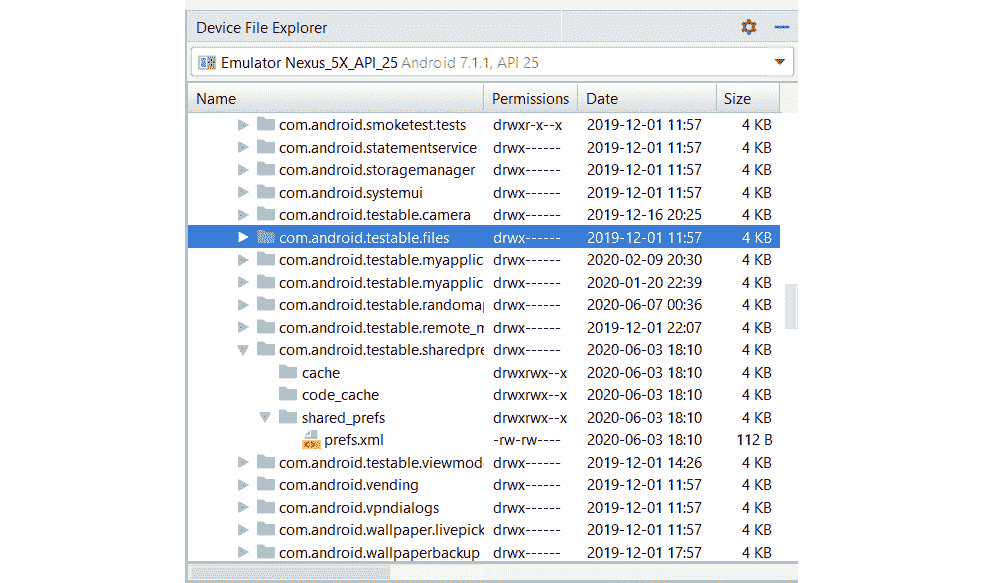 Device File Explorer
Emulator Nexus_5X_API_25 Android 7.1.1, API 25
Name Permissions Date Size
com.android.smoketest.tests drwxr-x--x 2019-12-01 11:57 4 KB
com.android.statementservice drwx------ 2019-12-01 11:57 4 KB
com.android.storagemanager drwx------ 2019-12-01 11:57 4 KB
com.android.systemui drwx------ 2019-12-01 11:57 4 KB
com.android.testable.camera drwx------ 2019-12-16 20:25 4 KB
com.android.testable.files drwx------ 2019-12-01 11:57 4 KB
com.android.testable.myapplic drwx------ 2020-02-09 20:30 4 KB
com.android.testable.myapplic drwx------ 2020-01-20 22:39 4 KB
com.android.testable.randomap drwx------ 2020-06-07 00:36 4 KB
com.android.testable.remote_m drwx------ 2019-12-01 22:07 4 KB
com.android.testable.sharedpre drwx------ 2020-06-03 18:10 4 KB
cache drwxrwx--x 2020-06-03 18:10 4 KB
code_cache drwxrwx--x 2020-06-03 18:10 4 KB
shared_prefs drwxrwx--x 2020-06-03 18:10 4 KB
prefs.xml -rw-rw---- 2020-06-03 18:10 112 B
com.android.testable.viewmod drwx------ 2019-12-01 14:26 4 KB
com.android.vending drwx------ 2019-12-01 11:57 4 KB
com.android.vpndialogs drwx------ 2019-12-01 11:57 4 KB
com.android.wallpaper.livepick drwx------ 2019-12-01 11:57 4 KB
com.android.wallpaperbackup drwx------ 2019-12-01 17:57 4 KB